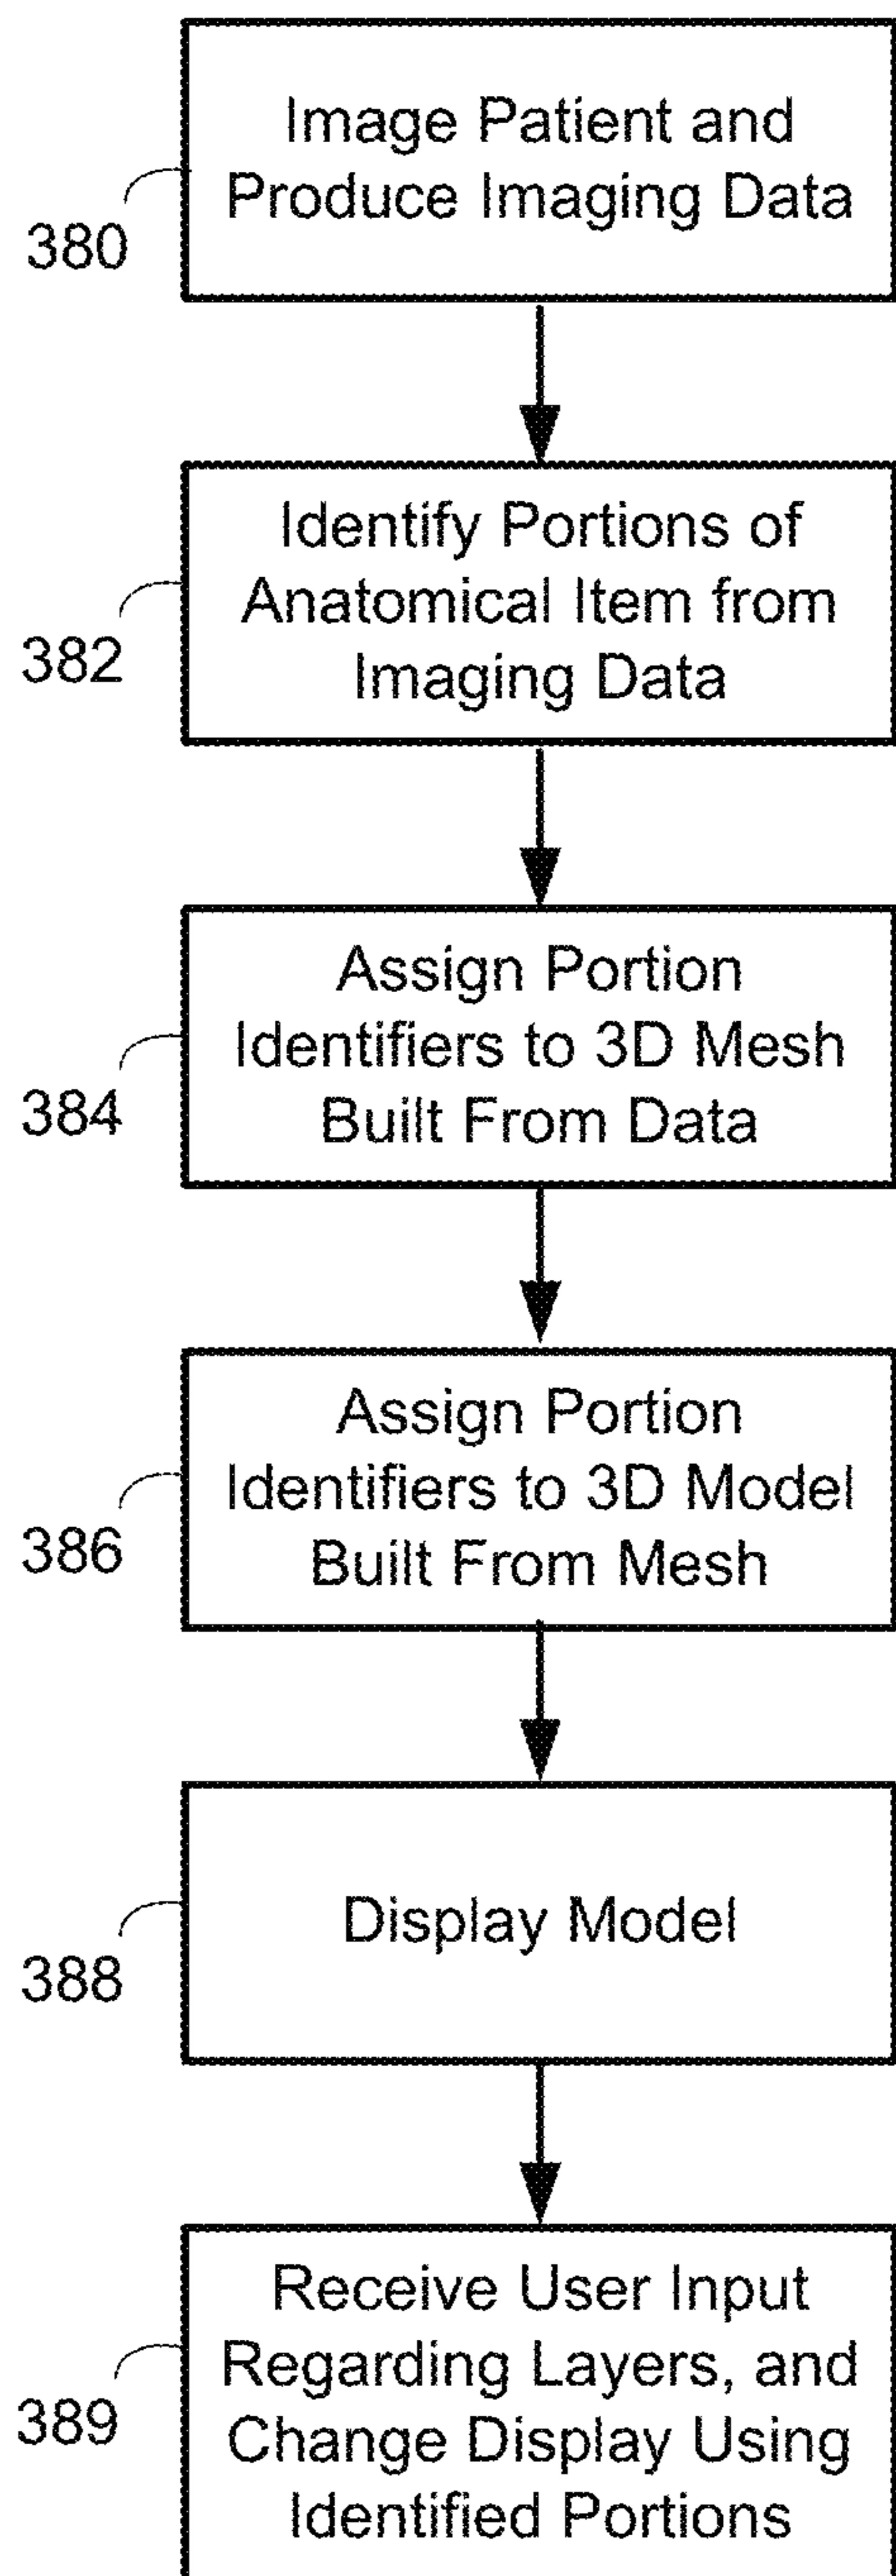 Image Patient and
Produce Imaging Data
380
Identify Portions of
Anatomical Item from
Imaging Data
382
Assign Portion
Identifiers to 3D Mesh
Built From Data
384
Assign Portion
Identifiers to 3D Model
Built From Mesh
386
Display Model
388
Receive User Input
Regarding Layers, and
Change Display Using
Identified Portions
389